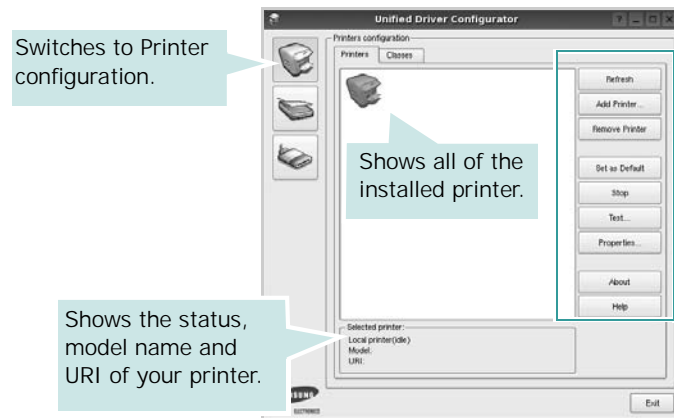 Unified Driver Configurator
Switches to Printer
configuration.
Printers configuration
Printers
Classes
Refresh
Add Printer...
Remove Printer
Set as Default
Stop
Test...
Properties...
About
Help
Shows all of the
installed printer.
Shows the status,
model name and
URI of your printer.
Selected printer:
Local printer(idle)
Model:
URI:
SUNG
ELECTRONICS
Exit